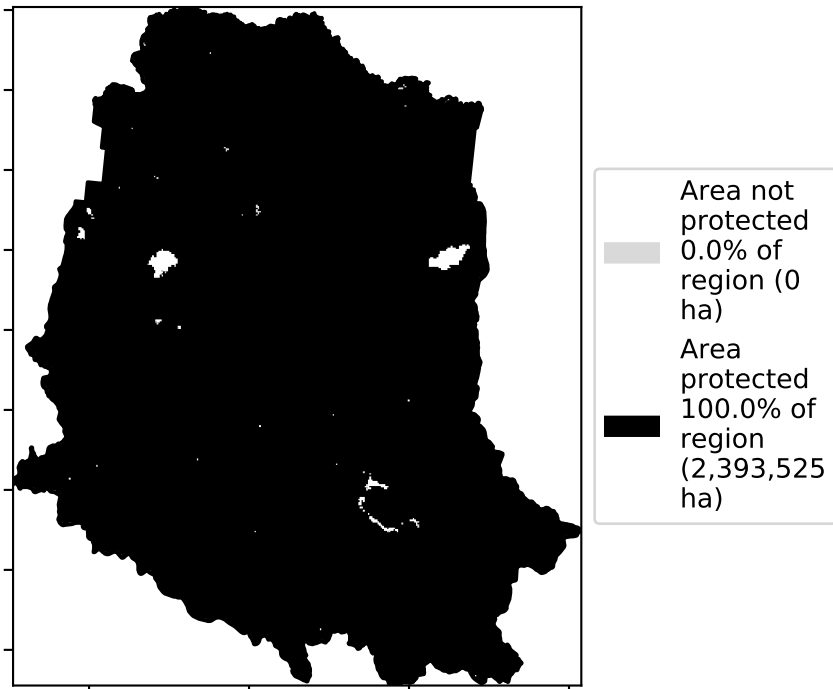 Area not
protected
0.0% of
region (0
ha)
Area
protected
100.0% of
region
(2,393,525
ha)